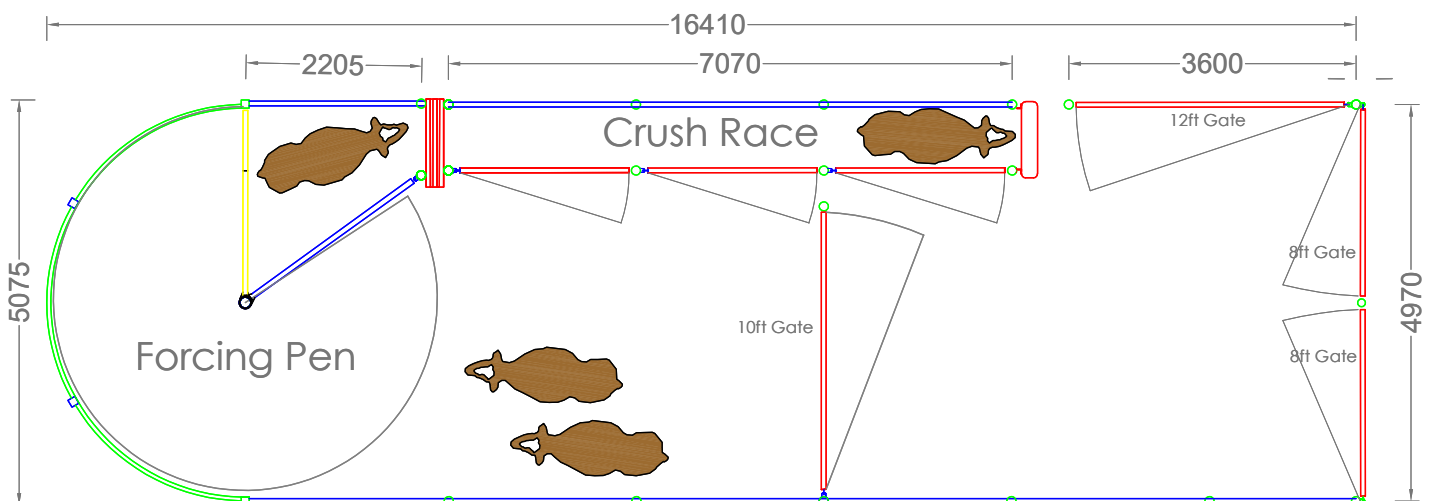 16410
2205
7070
3600
Crush Race
12ft Gate
8ft Gate
5075
4970
10ft Gate
Forcing Pen
8ft Gate